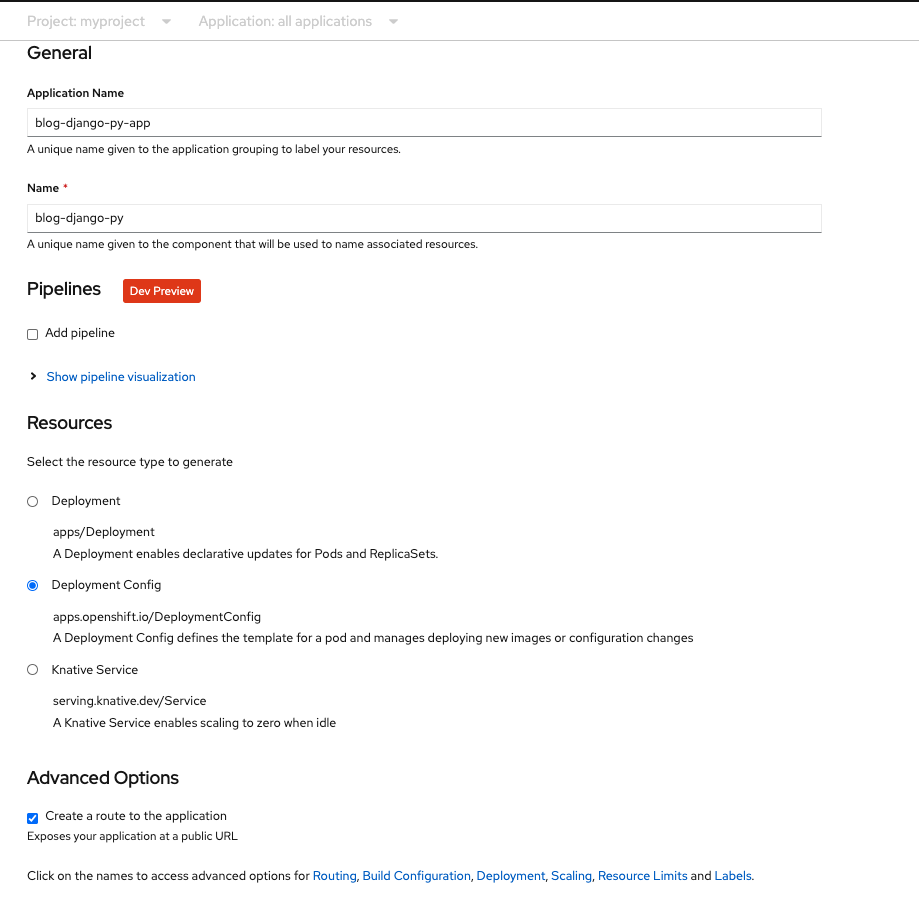 Project: myproject Application: all applications
General
Application Name
blog-django-py-app
A unique name given to the application grouping to label your resources.
Name *
blog-django-py
A unique name given to the component that will be used to name associated resources.
Pipelines Dev Preview
Add pipeline
Show pipeline visualization
Resources
Select the resource type to generate
Deployment
apps/Deployment
A Deployment enables declarative updates for Pods and ReplicaSets.
Deployment Config
apps.openshift.io/DeploymentConfig
A Deployment Config defines the template for a pod and manages deploying new images or configuration changes
Knative Service
serving.knative.dev/Service
A Knative Service enables scaling to zero when idle
Advanced Options
Create a route to the application
Exposes your application at a public URL
Click on the names to access advanced options for Routing, Build Configuration, Deployment, Scaling, Resource Limits and Labels.